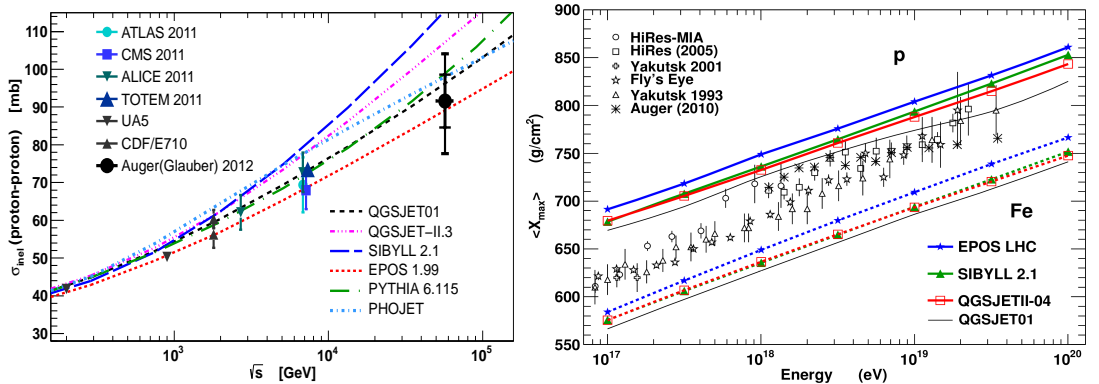 σinel (proton-proton) [mb]
110
100
90
80
70
60
50
40
30
ATLAS 2011
CMS 2011
ALICE 2011
TOTEM 2011
UA5
CDF/E710
Auger(Glauber) 2012
QGSJET01
QGSJET-II.3
SIBYLL 2.1
EPOS 1.99
PYTHIA 6.115
PHOJET
10³
10⁴
10⁵
√s [GeV]
<Xmax> (g/cm²)
900
850
800
750
700
650
600
550
HiRes-MIA
HiRes (2005)
Yakutsk 2001
Fly's Eye
Yakutsk 1993
Auger (2010)
p
Fe
EPOS LHC
SIBYLL 2.1
QGSJETII-04
QGSJET01
10¹⁷
10¹⁸
10¹⁹
10²⁰
Energy (eV)